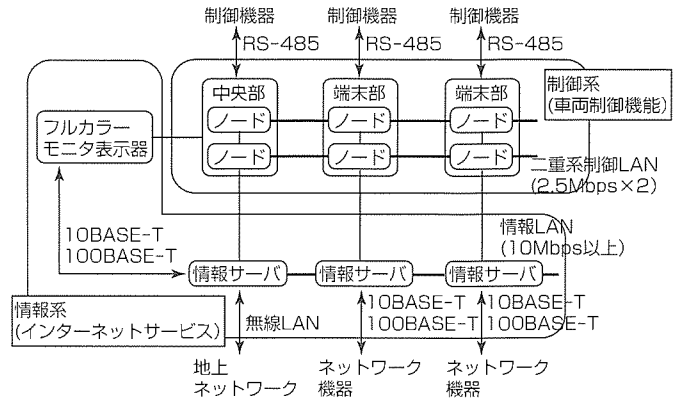 制御機器 制御機器 制御機器
RS-485 RS-485 RS-485
中央部 端末部 端末部
制御系
(車両制御機能)
フルカラー
モニタ表示器
ノード ノード ノード
ノード ノード ノード
二重系制御LAN
(2.5Mbps×2)
10BASE-T
100BASE-T
情報LAN
(10Mbps以上)
情報サーバ 情報サーバ 情報サーバ
情報系
(インターネットサービス)
無線LAN
10BASE-T 10BASE-T
100BASE-T 100BASE-T
地上
ネットワーク
ネットワーク
機器
ネットワーク
機器